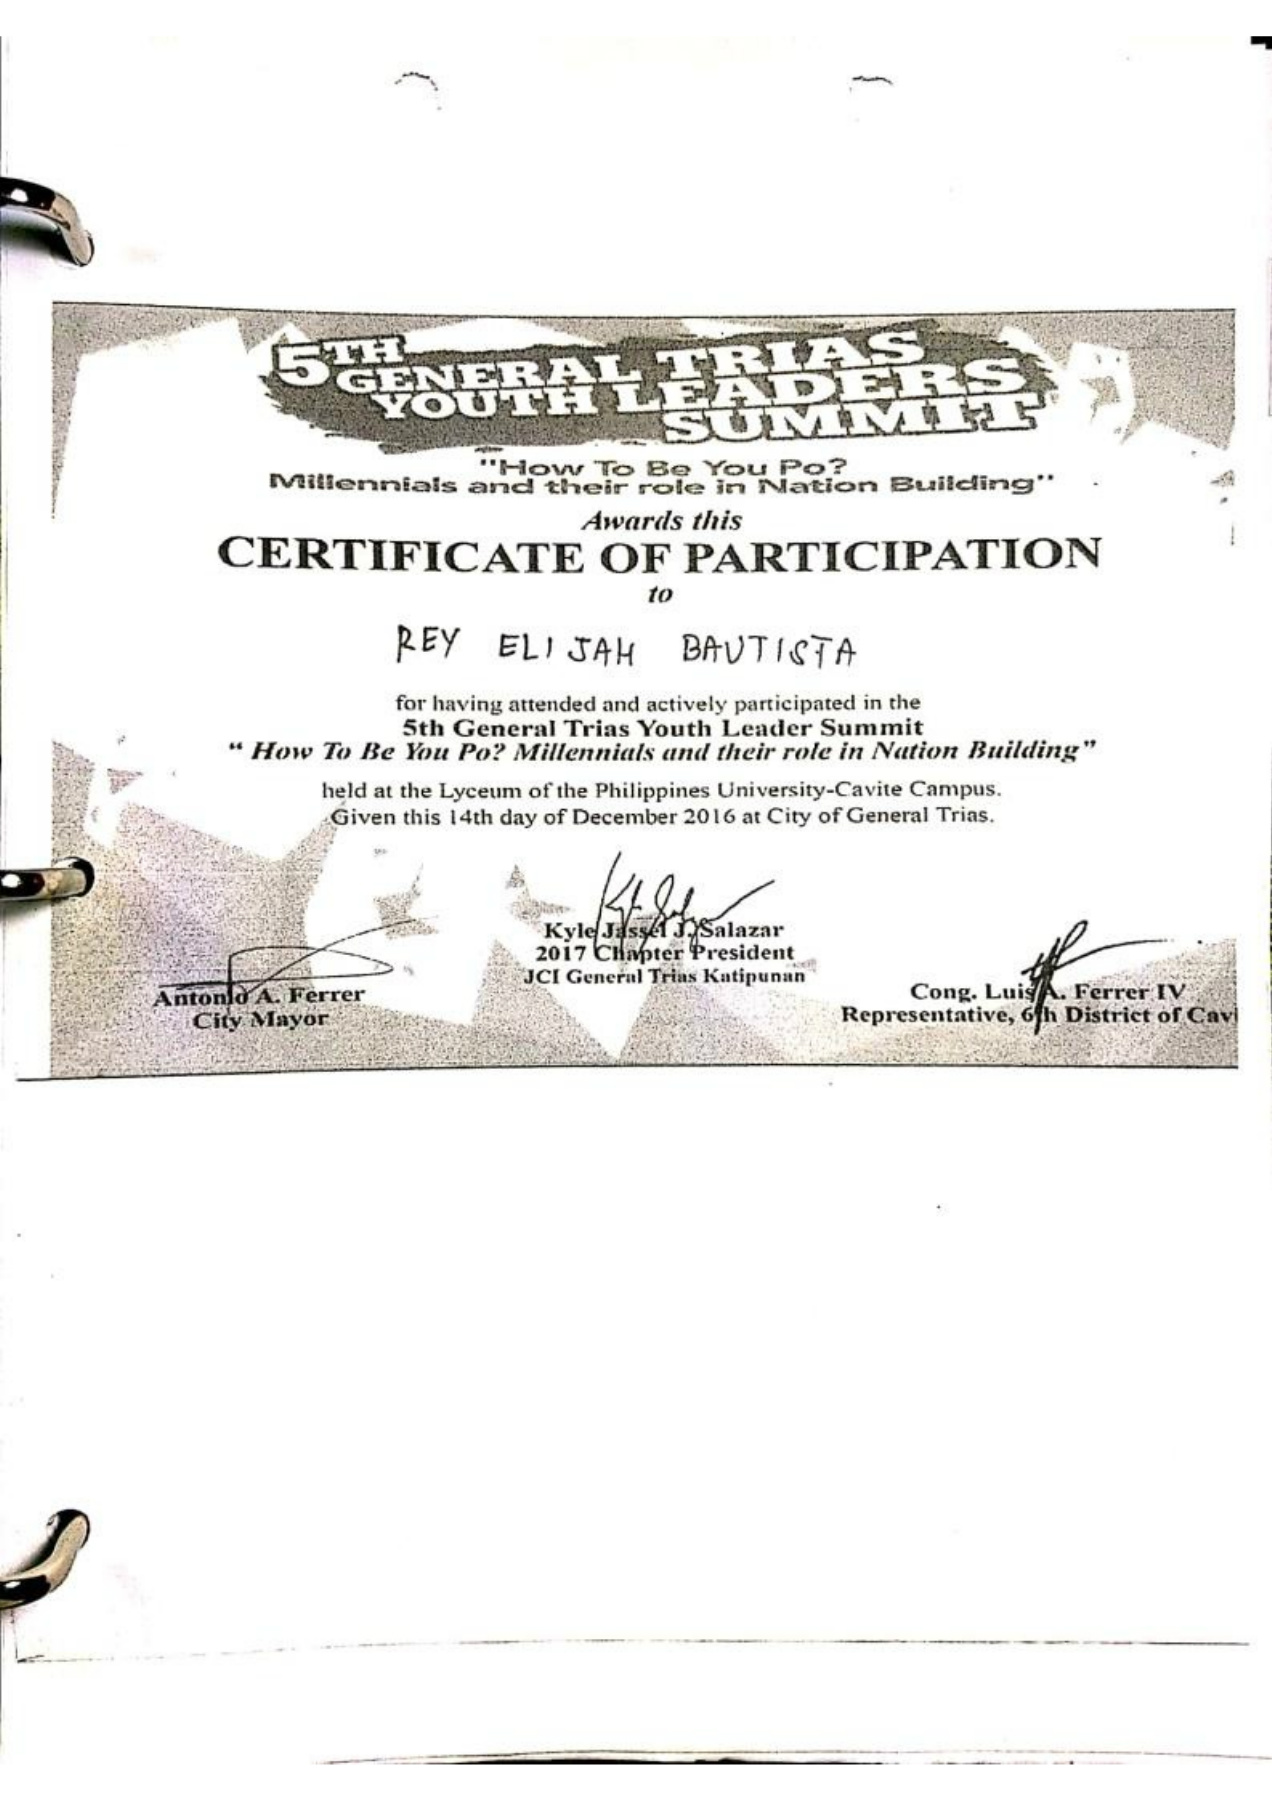 5TH
GENERAL TRIAS
YOUTH LEADERS
SUMMIT
"How To Be You Po?
Millennials and their role in Nation Building"
Awards this
CERTIFICATE OF PARTICIPATION
to
REY ELIJAH BAUTISTA
for having attended and actively participated in the
5th General Trias Youth Leader Summit
" How To Be You Po? Millennials and their role in Nation Building"
held at the Lyceum of the Philippines University-Cavite Campus.
Given this 14th day of December 2016 at City of General Trias.
Kyle Jassel J. Salazar
2017 Chapter President
JCI General Trias Katipunan
Antonio A. Ferrer
City Mayor
Cong. Luis A. Ferrer IV
Representative, 6th District of Cavi